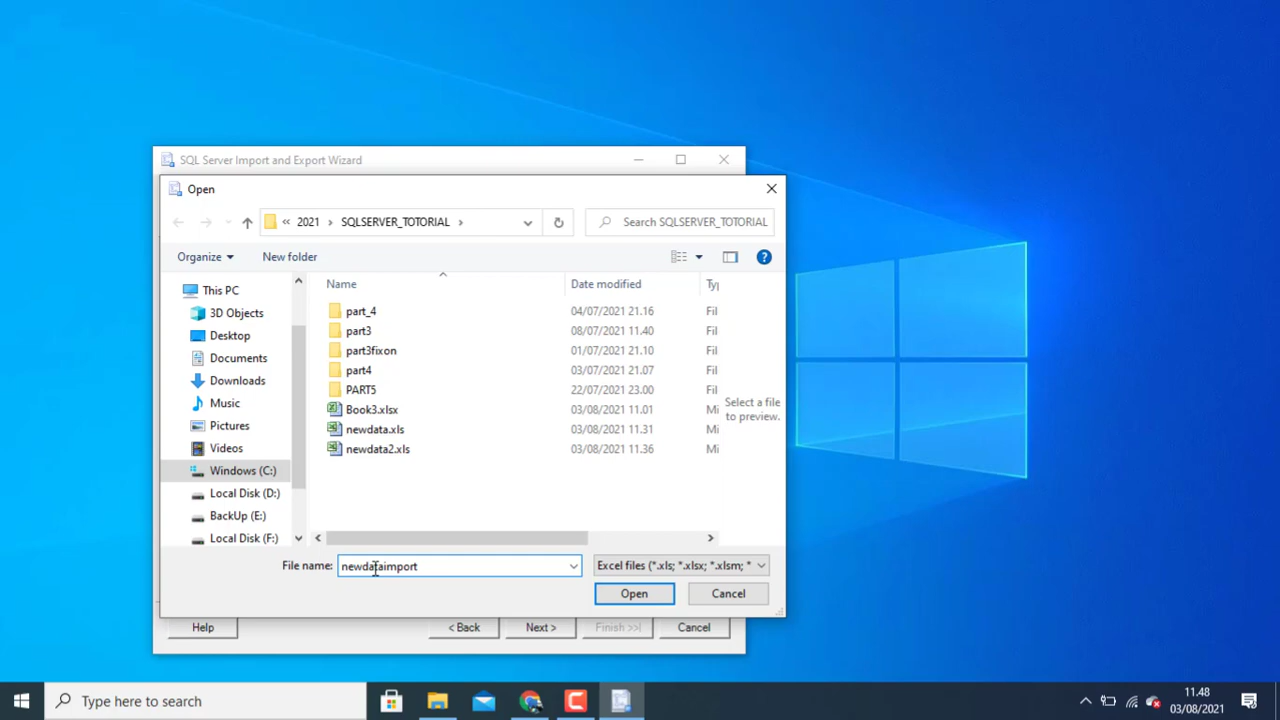 SQL Server Import and Export Wizard
Open
« 2021 › SQLSERVER_TOTORIAL ›
Search SQLSERVER_TOTORIAL
Organize
New folder
This PC
3D Objects
Desktop
Documents
Downloads
Music
Pictures
Videos
Windows (C:)
Local Disk (D:)
BackUp (E:)
Local Disk (F:)
Name Date modified Ty
part_4 04/07/2021 21.16 Fil
part3 08/07/2021 11.40 Fil
part3fixon 01/07/2021 21.10 Fil
part4 03/07/2021 21.07 Fil
PART5 22/07/2021 23.00 Fil
Book3.xlsx 03/08/2021 11.01 Mi
newdata.xls 03/08/2021 11.31 Mi
newdata2.xls 03/08/2021 11.36 Mi
Select a file
to preview.
File name: newdataimport
Excel files (*.xls; *.xlsx; *.xlsm; *
Open Cancel
Help < Back Next > Finish >>| Cancel
Type here to search
11.48
03/08/2021